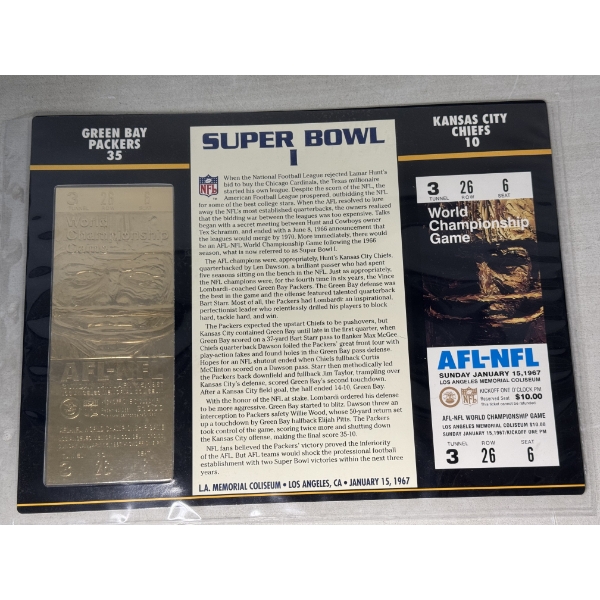 GREEN BAY
PACKERS
35
SUPER BOWL
I
NFL
When the National Football League rejected Lamar Hunt's
bid to buy the Chicago Cardinals, the Texas millionaire
started his own league. Despite the scorn of the NFL, the
American Football League prospered, outbidding the NFL
for some of the best college stars. When the AFL resolved to lure
away the NFL's most established quarterbacks, the owners realized
that the bidding war between the leagues was too expensive. Talks
began with a secret meeting between Hunt and Cowboys owner
Tex Schramm, and ended with a June 8, 1966 announcement that
the leagues would merge by 1970. More immediately, there would
be an AFL-NFL World Championship Game following the 1966
season, what is now referred to as Super Bowl I.
The AFL champions were, appropriately, Hunt's Kansas City Chiefs,
quarterbacked by Len Dawson, a brilliant passer who had spent
five seasons sitting on the bench in the NFL. Just as appropriately,
the NFL champions were, for the fourth time in six years, the Vince
Lombardi-coached Green Bay Packers. The Green Bay defense was
the best in the game and the offense featured talented quarterback
Bart Starr. Most of all, the Packers had Lombardi: an inspirational,
perfectionist leader who relentlessly drilled his players to block
hard, tackle hard, and win.
The Packers expected the upstart Chiefs to be pushovers, but
Kansas City contained Green Bay until late in the first quarter, when
Green Bay scored on a 37-yard Bart Starr pass to flanker Max McGee.
Chiefs quarterback Dawson foiled the Packers' great front four with
play-action fakes and found holes in the Green Bay pass defense.
Hopes for an NFL shutout ended when Chiefs fullback Curtis
McClinton scored on a Dawson pass. Starr then methodically led
the Packers back downfield and fullback Jim Taylor, trampling over
Kansas City's defense, scored Green Bay's second touchdown.
After a Kansas City field goal, the half ended 14-10, Green Bay.
With the honor of the NFL at stake, Lombardi ordered his defense
to be more aggressive. Green Bay started to blitz. Dawson threw an
interception to Packers safety Willie Wood, whose 50-yard return set
up a touchdown by Green Bay halfback Elijah Pitts. The Packers
took control of the game, scoring twice more and shutting down
the Kansas City offense, making the final score 35-10.
NFL fans believed the Packers' victory proved the inferiority
of the AFL. But AFL teams would shock the professional football
establishment with two Super Bowl victories within the next three
years.
L.A. MEMORIAL COLISEUM • LOS ANGELES, CA • JANUARY 15, 1967
KANSAS CITY
CHIEFS
10
3 26 6
TUNNEL ROW SEAT
World
Championship
Game
AFL-NFL
SUNDAY JANUARY 15, 1967
LOS ANGELES MEMORIAL COLISEUM
KICKOFF ONE O'CLOCK PM
Reserved Seat $10.00
AFL-NFL WORLD CHAMPIONSHIP GAME
LOS ANGELES MEMORIAL COLISEUM $10.00
SUNDAY JANUARY 15, 1967/KICKOFF ONE PM
TUNNEL ROW SEAT
3 26 6
3 26